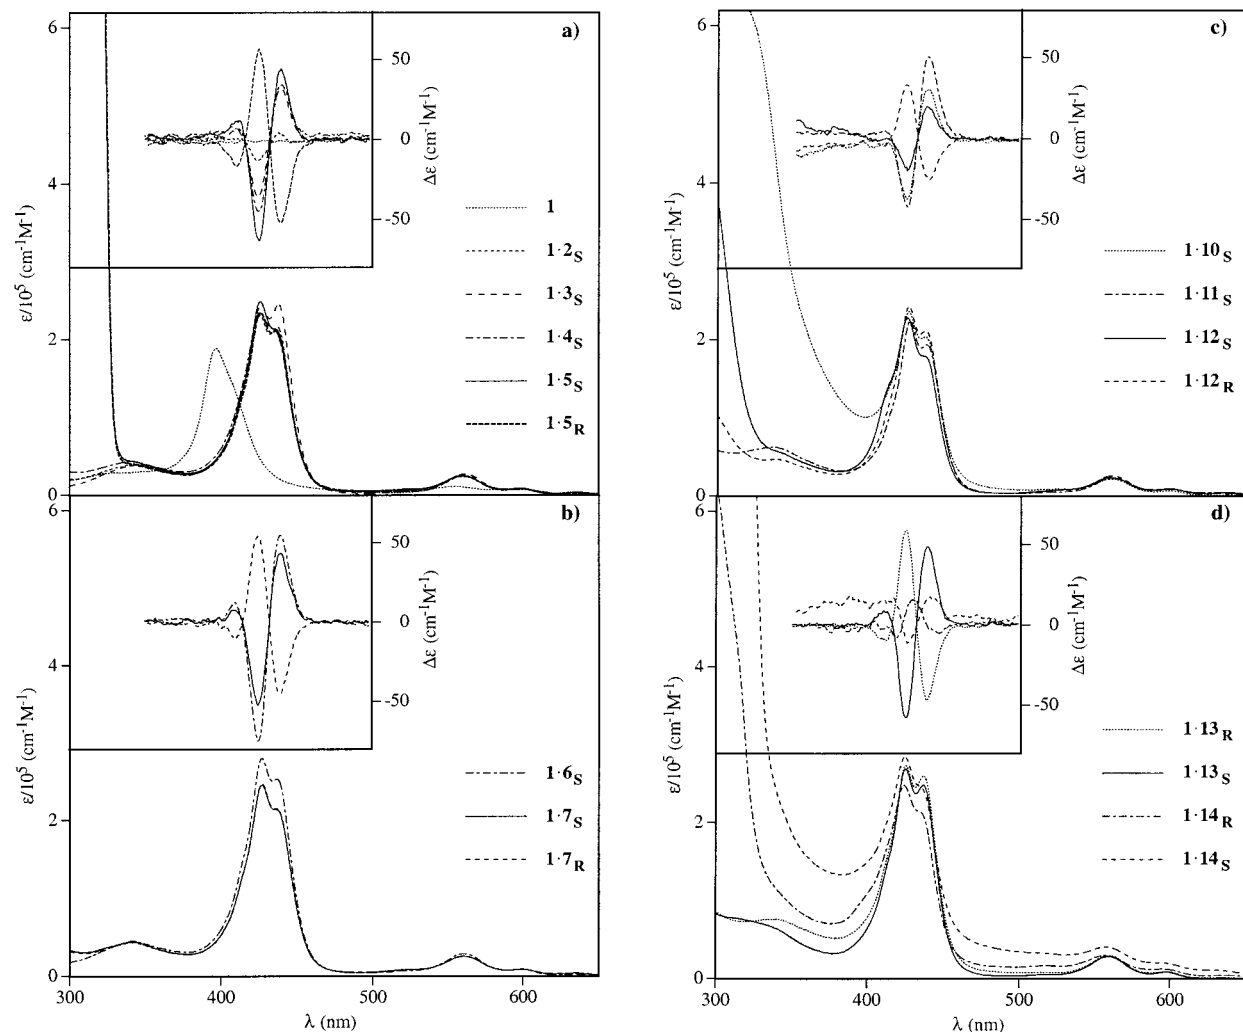 a)
6
4
2
0
ε/10⁵ (cm⁻¹M⁻¹)
50
0
-50
Δε (cm⁻¹M⁻¹)
1
1·2S
1·3S
1·4S
1·5S
1·5R
b)
6
4
2
0
ε/10⁵ (cm⁻¹M⁻¹)
50
0
-50
Δε (cm⁻¹M⁻¹)
1·6S
1·7S
1·7R
300
400
500
600
λ (nm)
c)
6
4
2
0
ε/10⁵ (cm⁻¹M⁻¹)
50
0
-50
Δε (cm⁻¹M⁻¹)
1·10S
1·11S
1·12S
1·12R
d)
6
4
2
0
ε/10⁵ (cm⁻¹M⁻¹)
50
0
-50
Δε (cm⁻¹M⁻¹)
1·13R
1·13S
1·14R
1·14S
300
400
500
600
λ (nm)